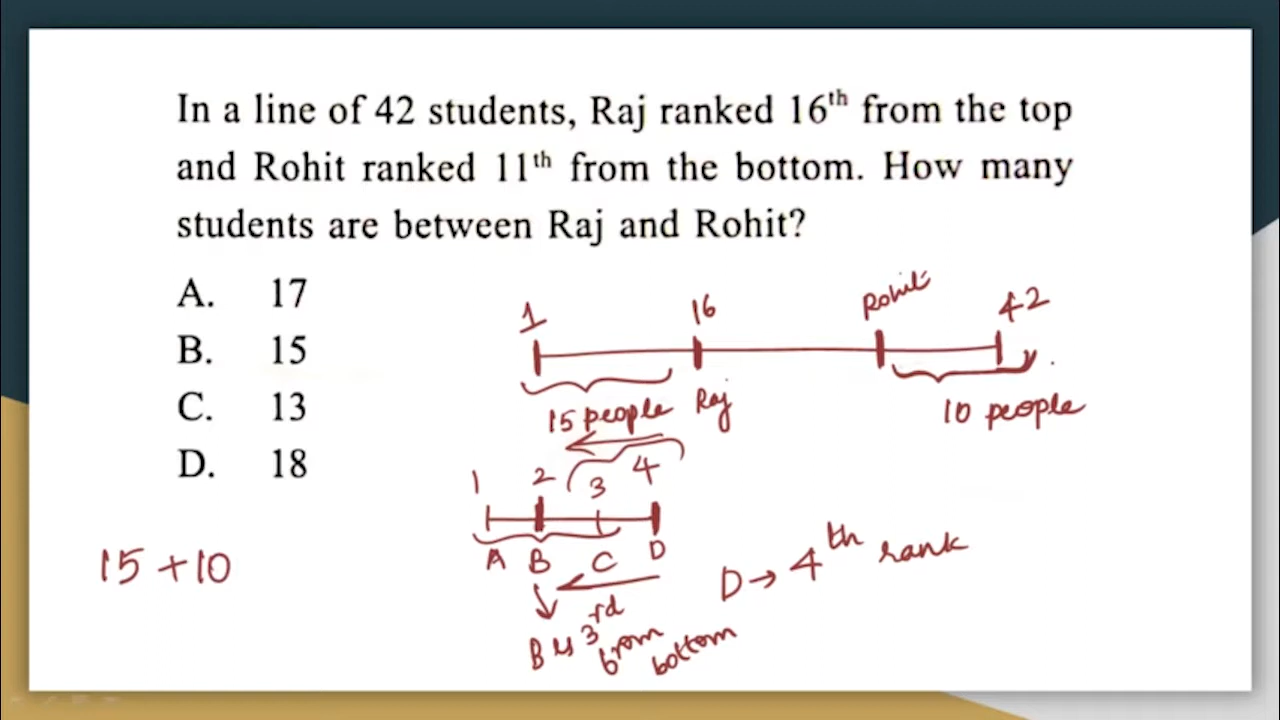 In a line of 42 students, Raj ranked 16th from the top
and Rohit ranked 11th from the bottom. How many
students are between Raj and Rohit?
A. 17
B. 15
C. 13
D. 18
1 16 Rohit 42
15 people Raj 10 people
1 2 3 4
A B C D
15 + 10
D → 4th rank
B is 3rd
from
bottom